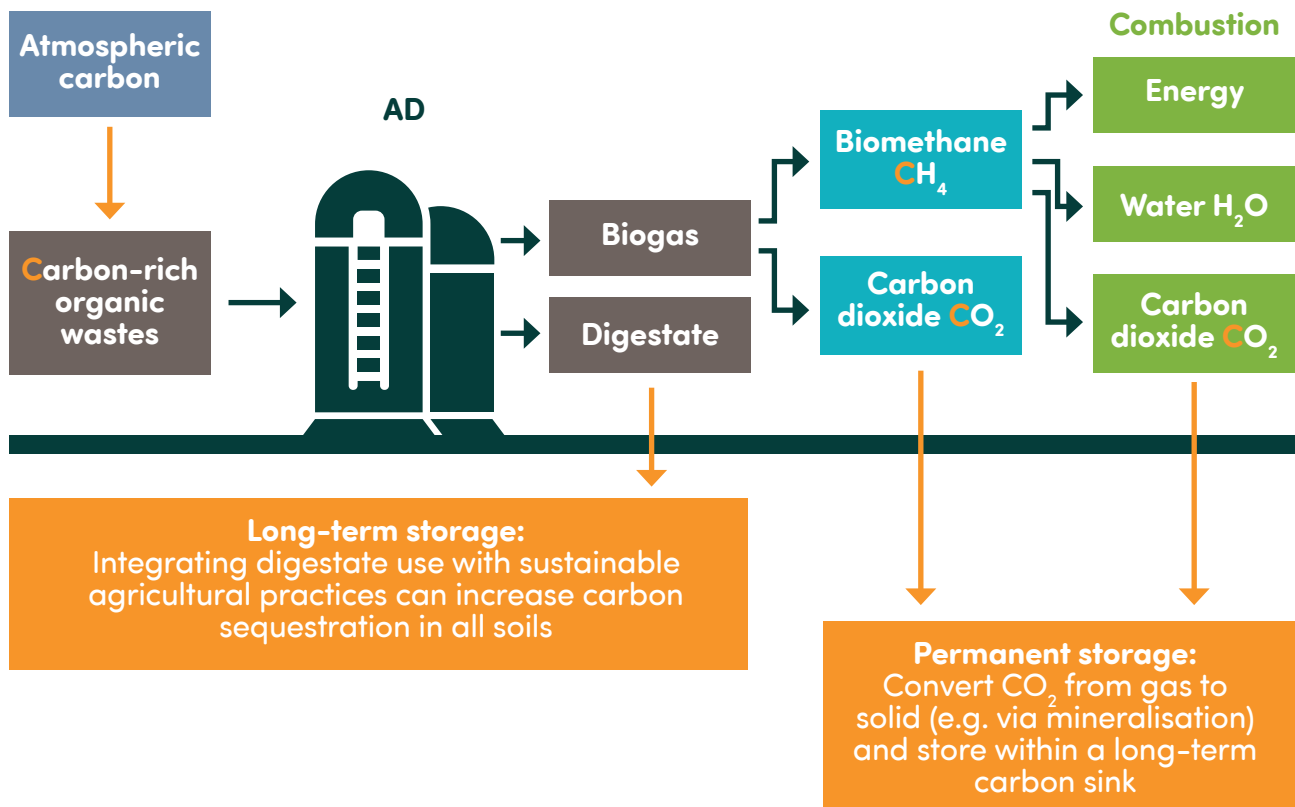 Atmospheric
carbon
Carbon-rich
organic
wastes
AD
Biogas
Digestate
Biomethane
CH₄
Carbon
dioxide CO₂
Combustion
Energy
Water H₂O
Carbon
dioxide CO₂
Long-term storage:
Integrating digestate use with sustainable
agricultural practices can increase carbon
sequestration in all soils
Permanent storage:
Convert CO₂ from gas to
solid (e.g. via mineralisation)
and store within a long-term
carbon sink